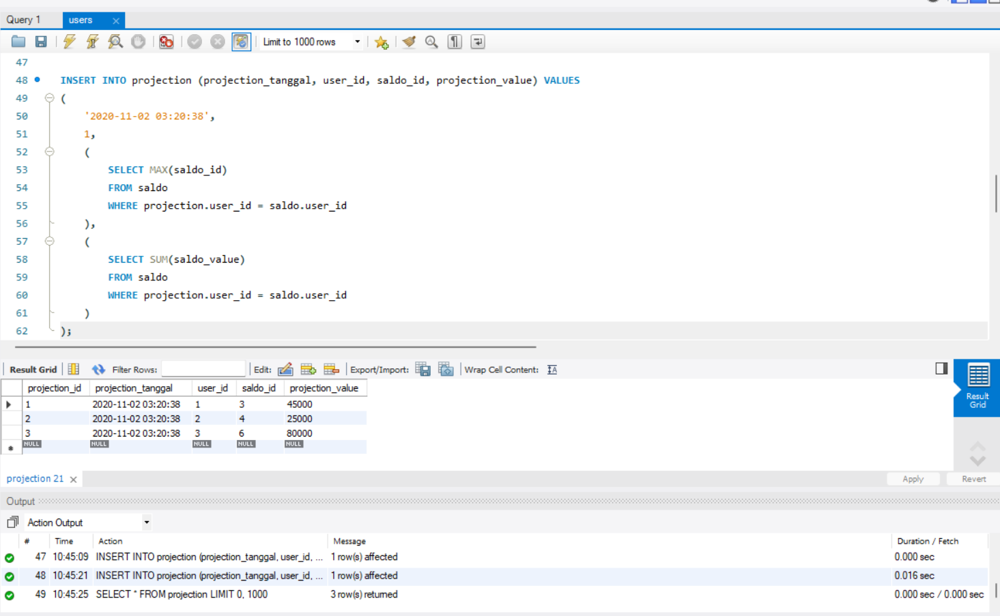 Query 1 users
Limit to 1000 rows
47
48 INSERT INTO projection (projection_tanggal, user_id, saldo_id, projection_value) VALUES
49 (
50 '2020-11-02 03:20:38',
51 1,
52 (
53 SELECT MAX(saldo_id)
54 FROM saldo
55 WHERE projection.user_id = saldo.user_id
56 ),
57 (
58 SELECT SUM(saldo_value)
59 FROM saldo
60 WHERE projection.user_id = saldo.user_id
61 )
62 );
Result Grid Filter Rows: Edit: Export/Import: Wrap Cell Content:
projection_id projection_tanggal user_id saldo_id projection_value
1 2020-11-02 03:20:38 1 3 45000
2 2020-11-02 03:20:38 2 4 25000
3 2020-11-02 03:20:38 3 6 80000
NULL NULL NULL NULL NULL
Result
Grid
projection 21 Apply Revert
Output
Action Output
# Time Action Message Duration / Fetch
47 10:45:09 INSERT INTO projection (projection_tanggal, user_id, ... 1 row(s) affected 0.000 sec
48 10:45:21 INSERT INTO projection (projection_tanggal, user_id, ... 1 row(s) affected 0.016 sec
49 10:45:25 SELECT * FROM projection LIMIT 0, 1000 3 row(s) returned 0.000 sec / 0.000 sec